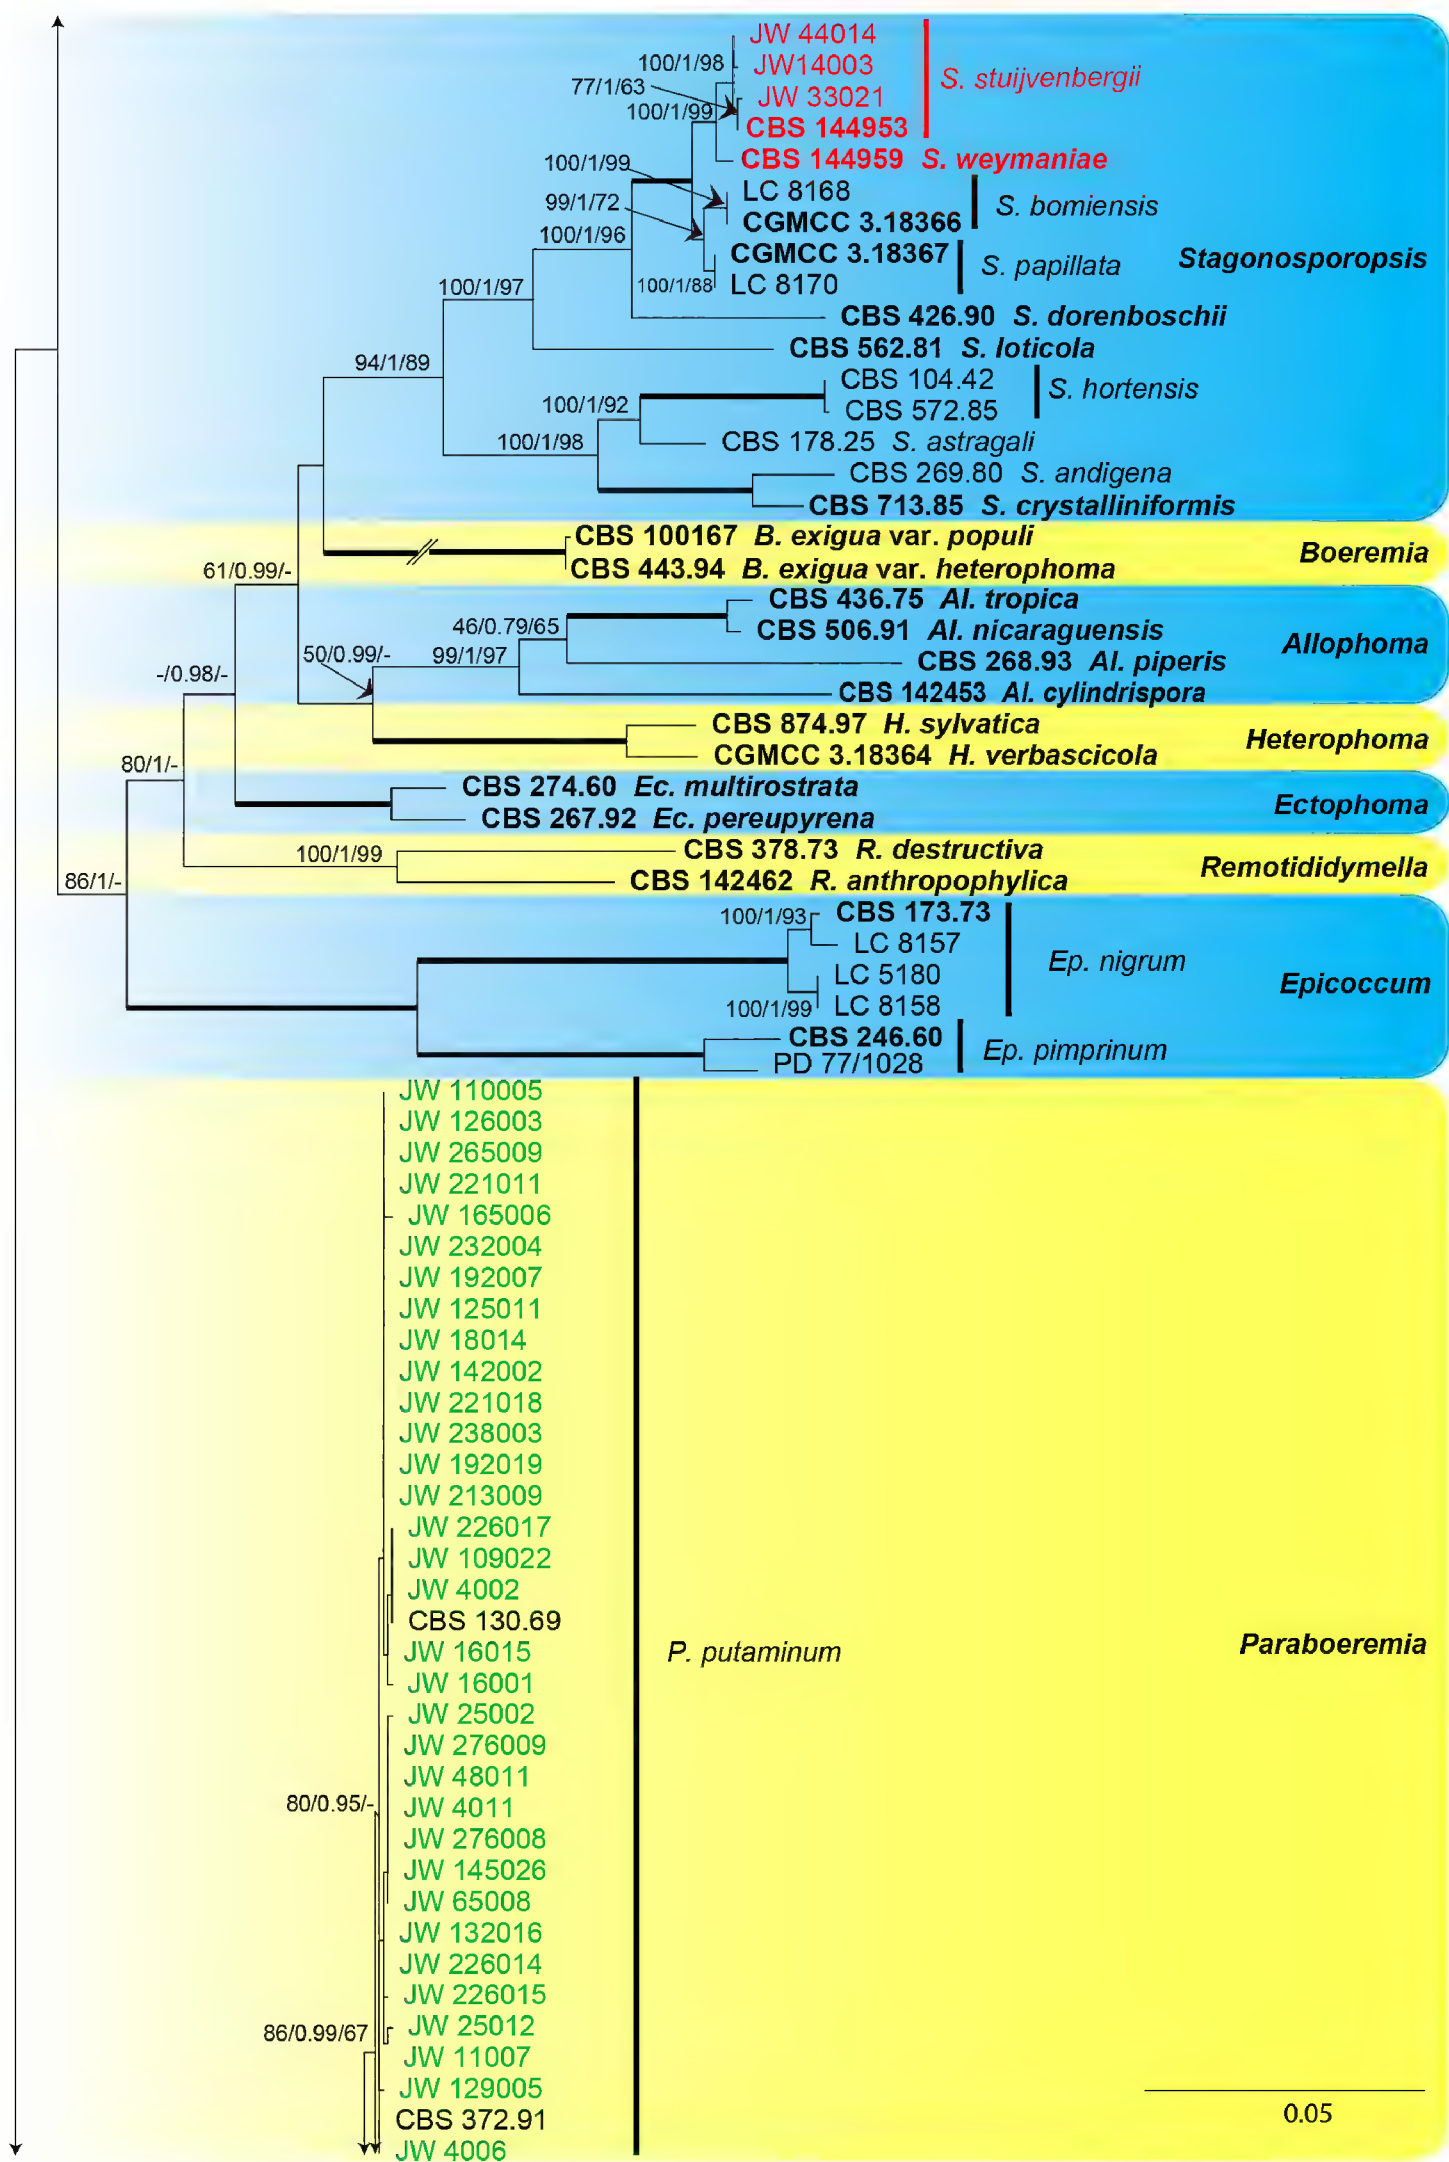 JW 44014
100/1/98
JW14003
S. stuijvenbergii
77/1/63
JW 33021
100/1/99
CBS 144953
100/1/99
CBS 144959 S. weymaniae
LC 8168
99/1/72
CGMCC 3.18366
S. bomiensis
100/1/96
CGMCC 3.18367
S. papillata
Stagonosporopsis
100/1/97
100/1/88
LC 8170
CBS 426.90 S. dorenboschii
CBS 562.81 S. loticola
94/1/89
CBS 104.42
S. hortensis
100/1/92
CBS 572.85
100/1/98
CBS 178.25 S. astragali
CBS 269.80 S. andigena
CBS 713.85 S. crystalliniformis
CBS 100167 B. exigua var. populi
Boeremia
61/0.99/-
CBS 443.94 B. exigua var. heterophoma
CBS 436.75 Al. tropica
46/0.79/65
CBS 506.91 Al. nicaraguensis
Allophoma
50/0.99/-
99/1/97
CBS 268.93 Al. piperis
-/0.98/-
CBS 142453 Al. cylindrispora
CBS 874.97 H. sylvatica
Heterophoma
CGMCC 3.18364 H. verbascicola
80/1/-
CBS 274.60 Ec. multirostrata
Ectophoma
CBS 267.92 Ec. pereupyrena
100/1/99
CBS 378.73 R. destructiva
Remotididymella
86/1/-
CBS 142462 R. anthropophylica
100/1/93
CBS 173.73
LC 8157
Ep. nigrum
LC 5180
Epicoccum
100/1/99
LC 8158
CBS 246.60
Ep. pimprinum
PD 77/1028
JW 110005
JW 126003
JW 265009
JW 221011
JW 165006
JW 232004
JW 192007
JW 125011
JW 18014
JW 142002
JW 221018
JW 238003
JW 192019
JW 213009
JW 226017
JW 109022
JW 4002
CBS 130.69
JW 16015
P. putaminum
Paraboeremia
JW 16001
JW 25002
JW 276009
JW 48011
80/0.95/-
JW 4011
JW 276008
JW 145026
JW 65008
JW 132016
JW 226014
JW 226015
JW 25012
86/0.99/67
JW 11007
JW 129005
0.05
CBS 372.91
JW 4006